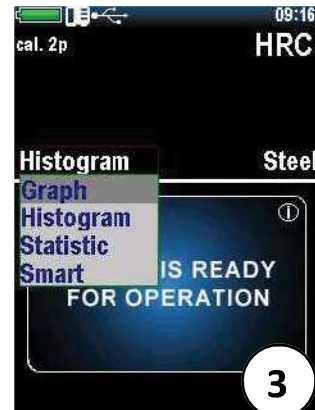 09:16
cal. 2p HRC
Histogram Steel
Graph
Histogram
Statistic
Smart
IS READY
FOR OPERATION
3